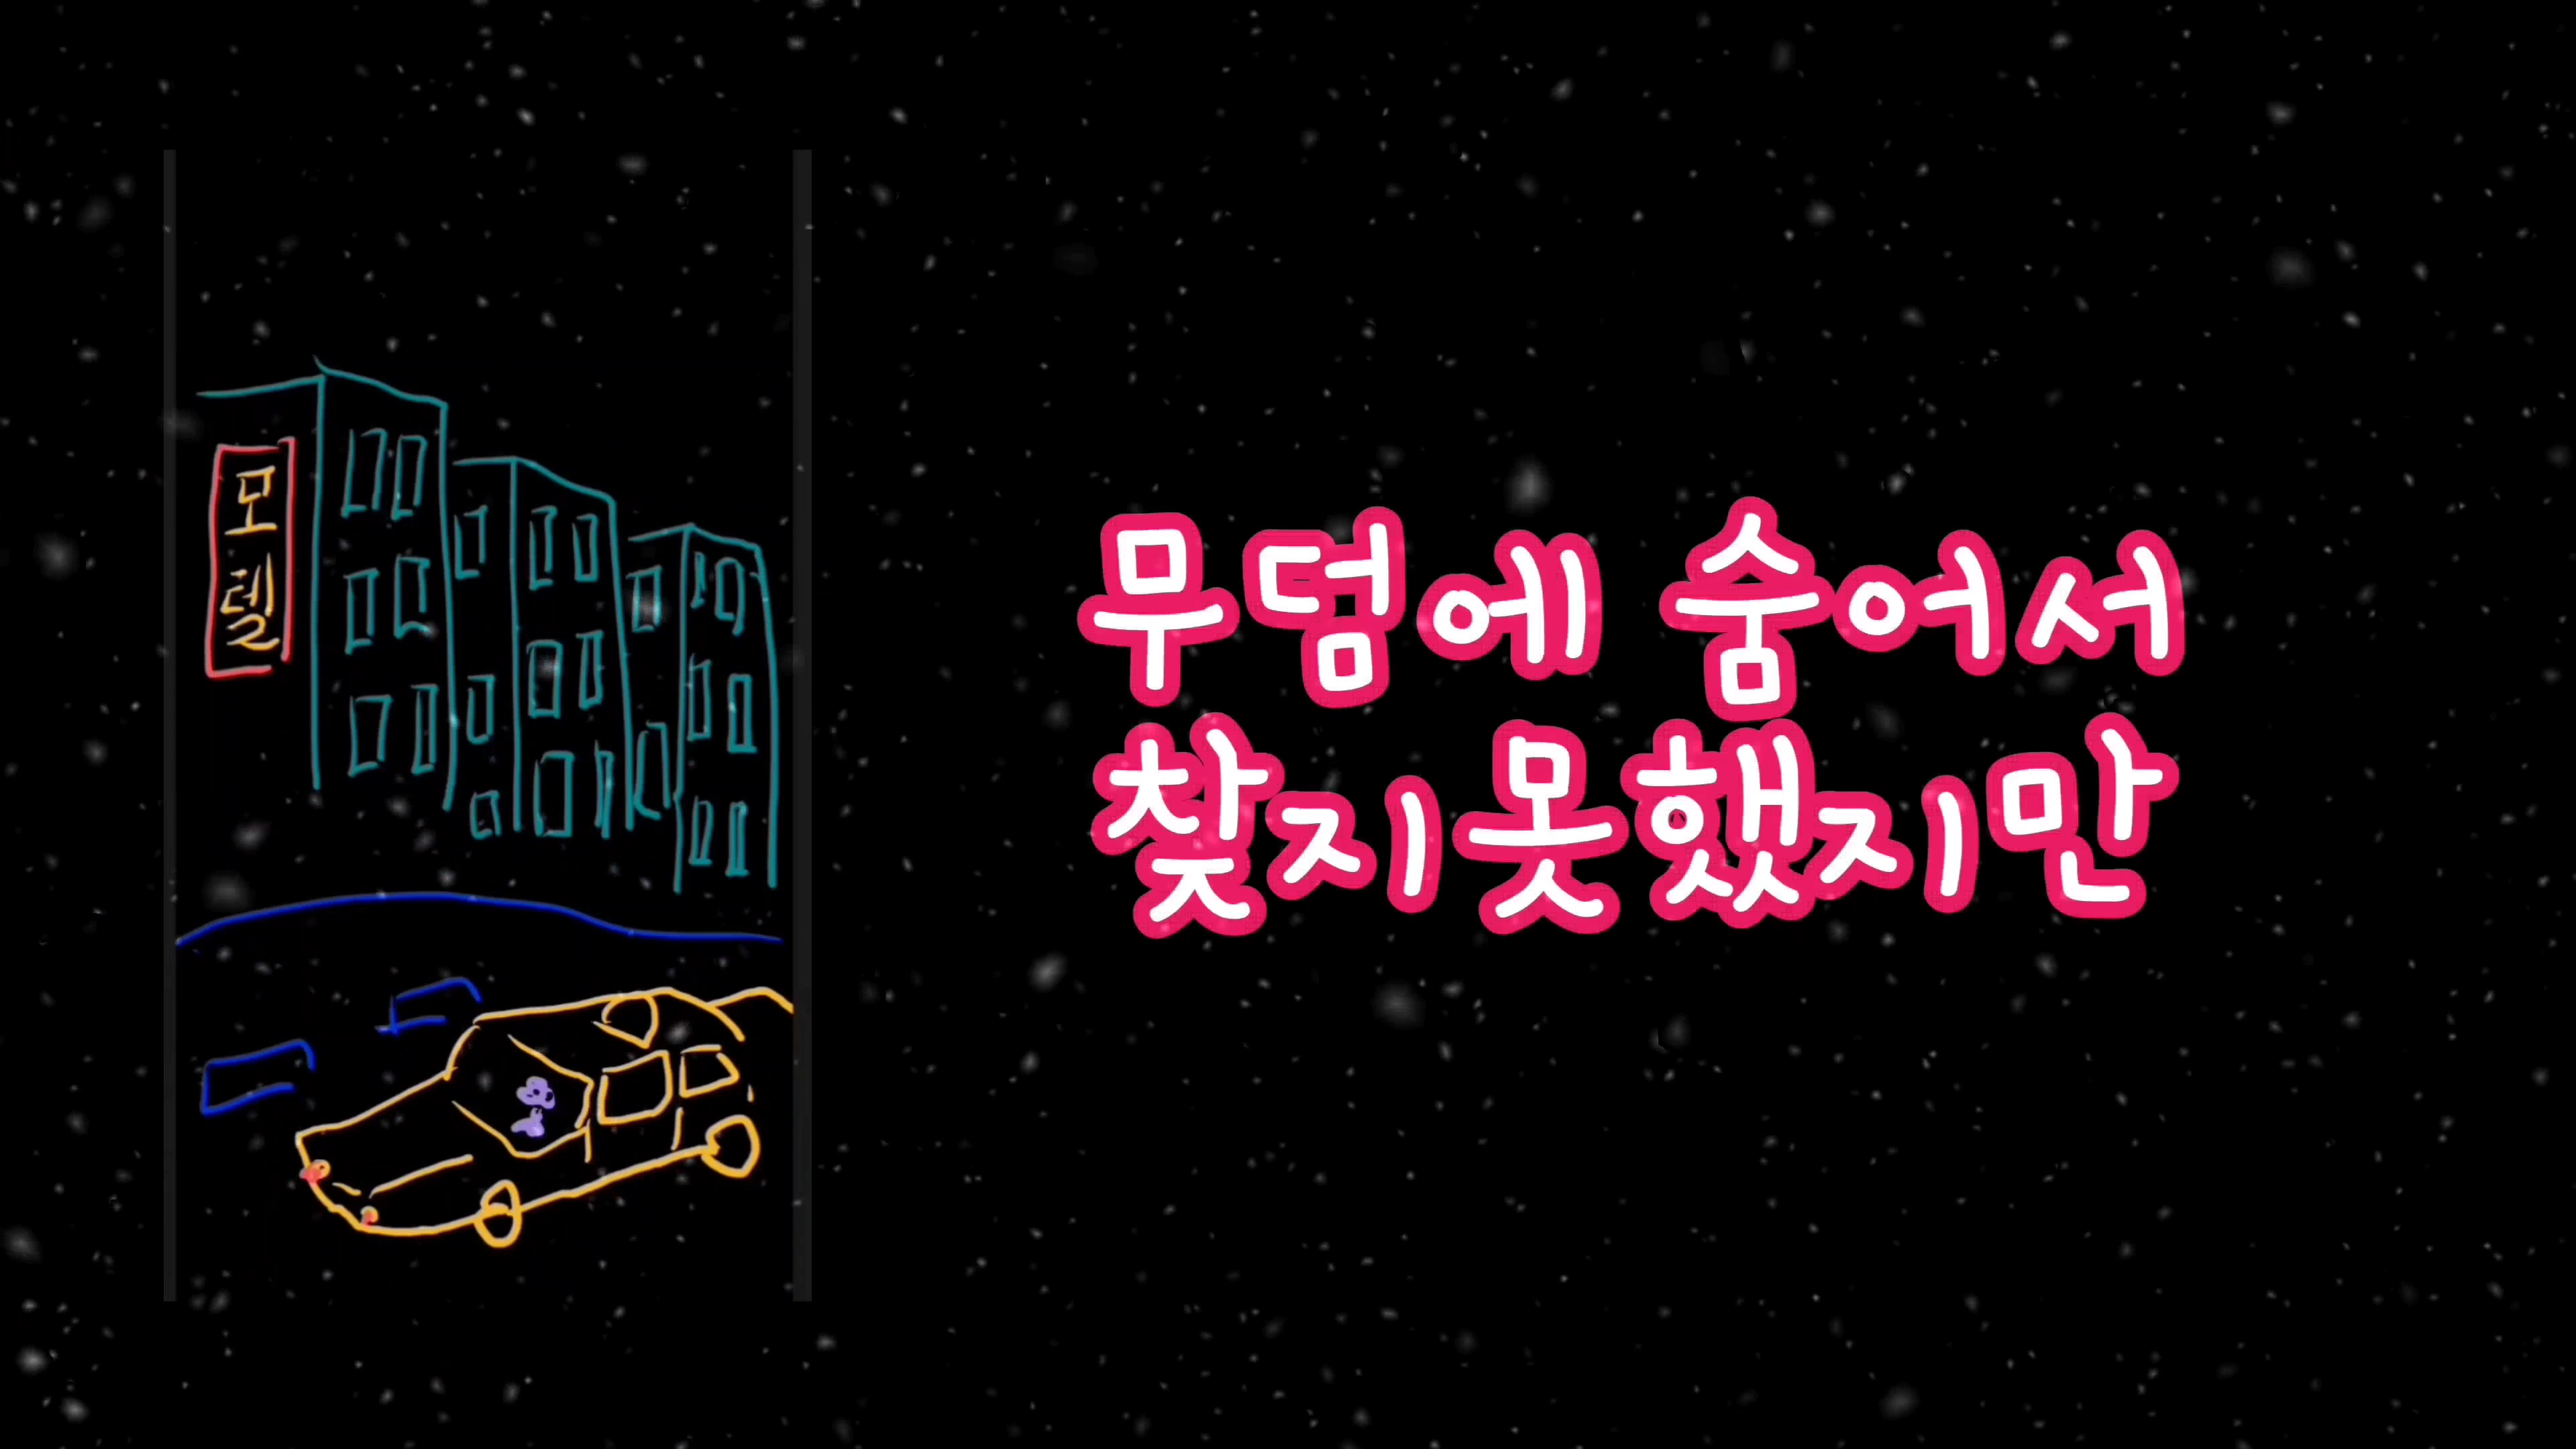 모
텔
무덤에 숨어서
찾지못했지만